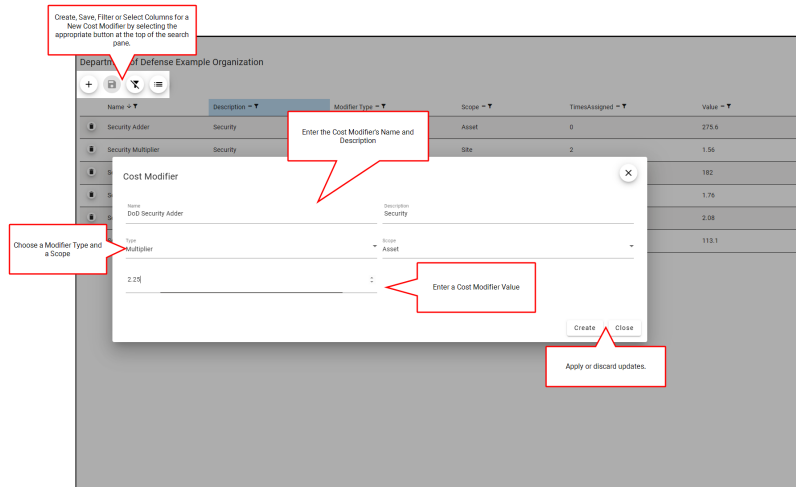 Create, Save, Filter or Select Columns for a
New Cost Modifier by selecting the
appropriate button at the top of the search
pane.
Department of Defense Example Organization
Name
Description
Modifier Type
Scope
TimesAssigned
Value
Security Adder
Security
Asset
0
275.6
Enter the Cost Modifier's Name and
Description
Security Multiplier
Security
Site
2
1.56
182
1.76
2.08
113.1
Cost Modifier
Name
DoD Security Adder
Description
Security
Choose a Modifier Type and
a Scope
Type
Multiplier
Scope
Asset
2.25
Enter a Cost Modifier Value
Create
Close
Apply or discard updates.